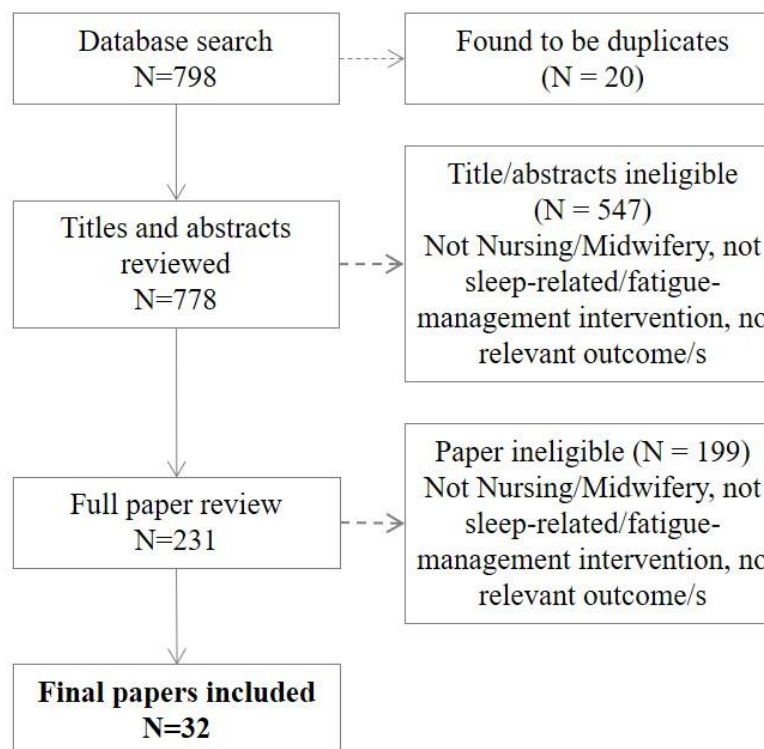 Database search
N=798
Found to be duplicates
(N = 20)
Titles and abstracts
reviewed
N=778
Title/abstracts ineligible
(N = 547)
Not Nursing/Midwifery, not
sleep-related/fatigue-
management intervention, no
relevant outcome/s
Full paper review
N=231
Paper ineligible (N = 199)
Not Nursing/Midwifery, not
sleep-related/fatigue-
management intervention, no
relevant outcome/s
Final papers included
N=32